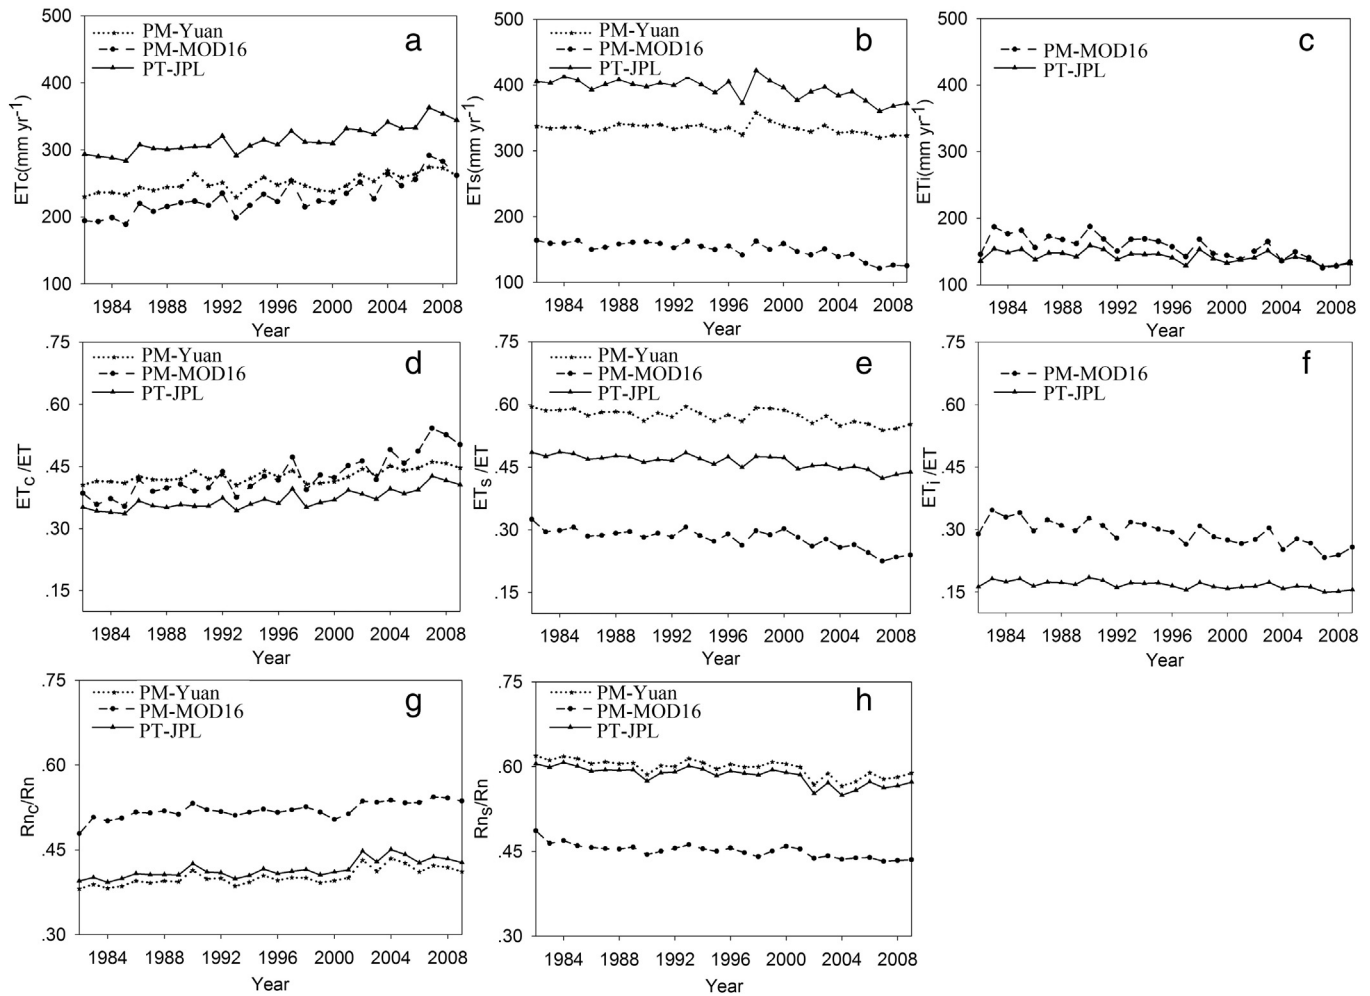 a
PM-Yuan
PM-MOD16
PT-JPL
500
400
300
200
100
ETc(mm yr-1)
1984 1988 1992 1996 2000 2004 2008
Year
b
PM-Yuan
PM-MOD16
PT-JPL
500
400
300
200
100
ETs(mm yr-1)
1984 1988 1992 1996 2000 2004 2008
Year
c
PM-MOD16
PT-JPL
500
400
300
200
100
ETi(mm yr-1)
1984 1988 1992 1996 2000 2004 2008
Year
d
PM-Yuan
PM-MOD16
PT-JPL
.75
.60
.45
.30
.15
ETC/ET
1984 1988 1992 1996 2000 2004 2008
Year
e
PM-Yuan
PM-MOD16
PT-JPL
.75
.60
.45
.30
.15
ETS/ET
1984 1988 1992 1996 2000 2004 2008
Year
f
PM-MOD16
PT-JPL
.75
.60
.45
.30
.15
ETi/ET
1984 1988 1992 1996 2000 2004 2008
Year
g
PM-Yuan
PM-MOD16
PT-JPL
.75
.60
.45
.30
RnC/Rn
1984 1988 1992 1996 2000 2004 2008
Year
h
PM-Yuan
PM-MOD16
PT-JPL
.75
.60
.45
.30
RnS/Rn
1984 1988 1992 1996 2000 2004 2008
Year